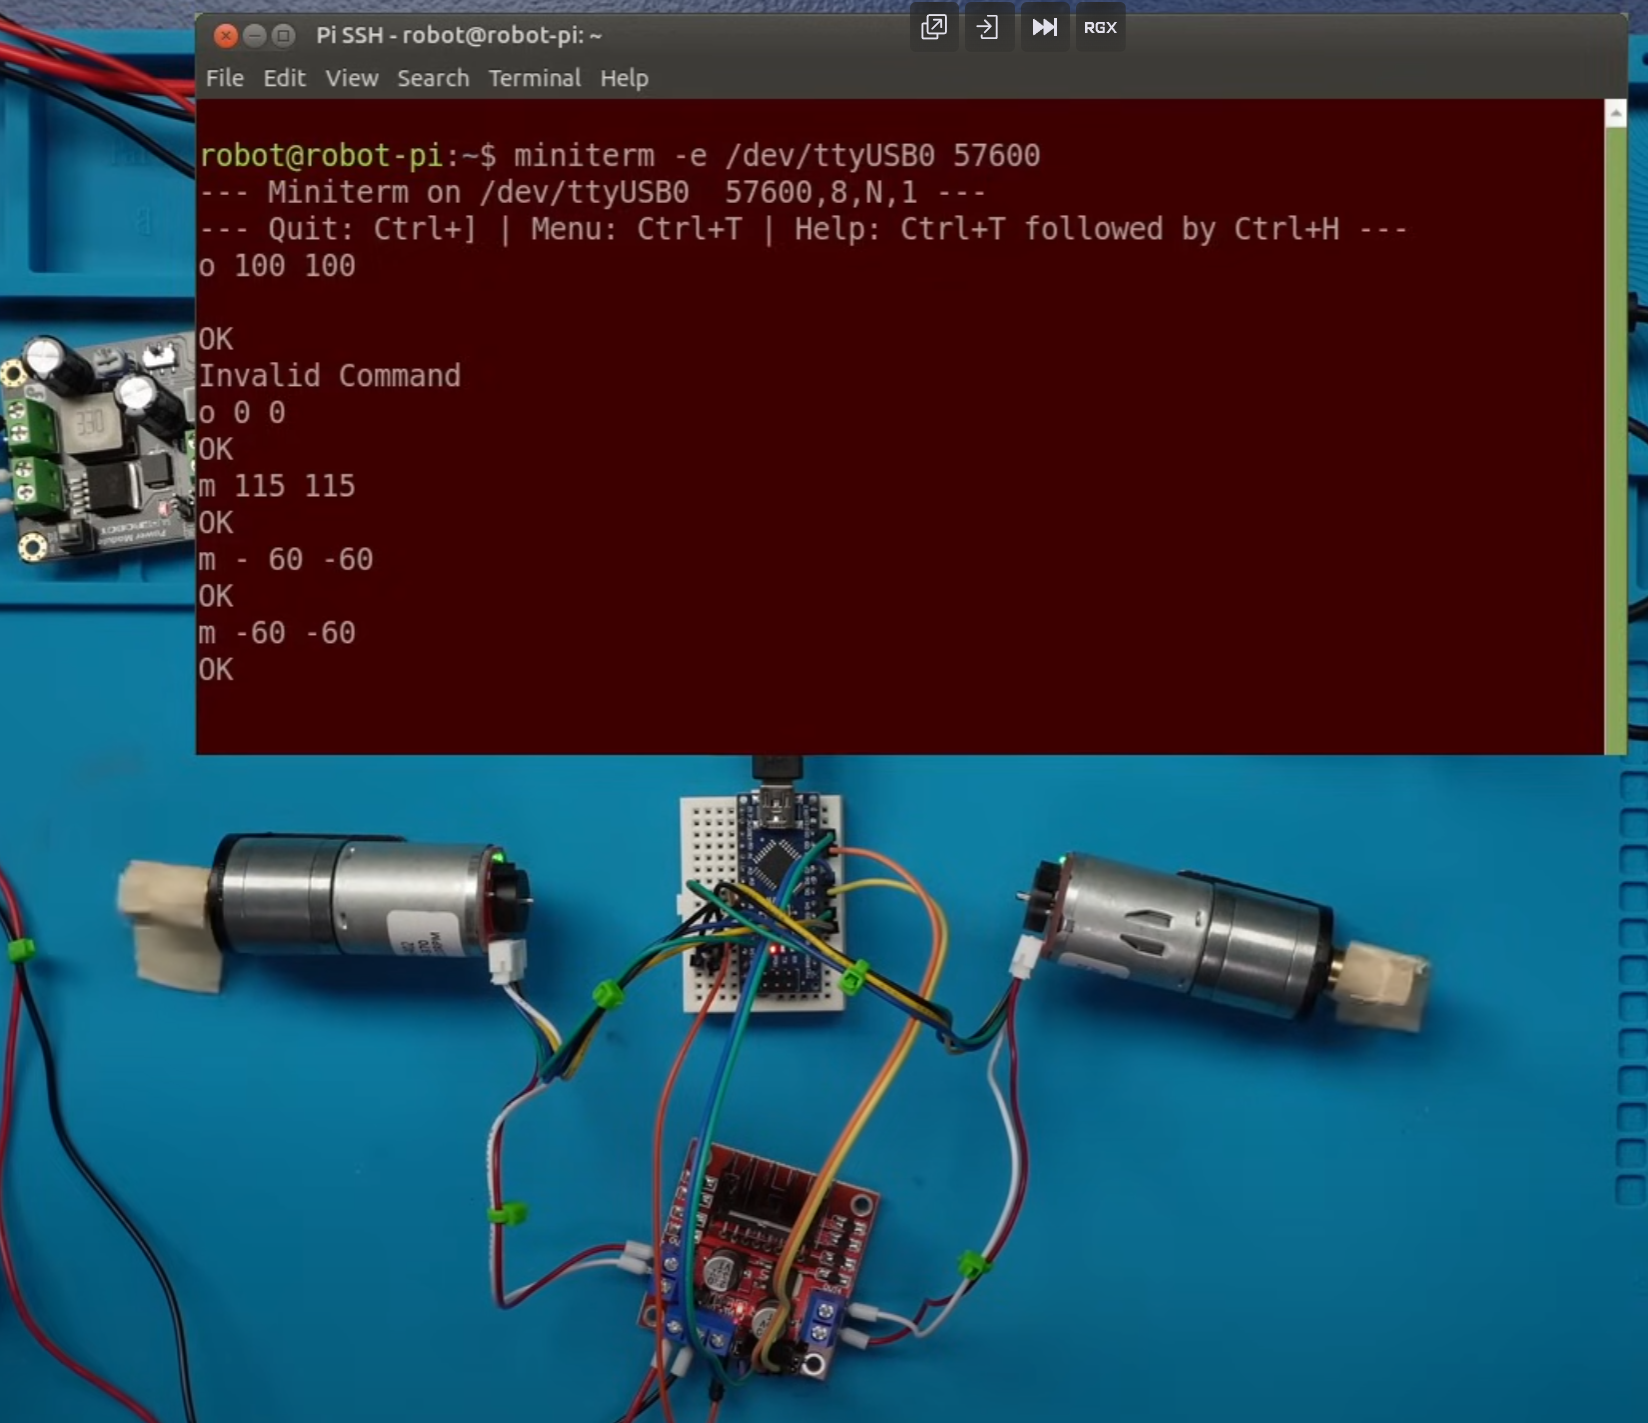 RGX
Pi SSH - robot@robot-pi: ~
File Edit View Search Terminal Help
robot@robot-pi:~$ miniterm -e /dev/ttyUSB0 57600
--- Miniterm on /dev/ttyUSB0  57600,8,N,1 ---
--- Quit: Ctrl+] | Menu: Ctrl+T | Help: Ctrl+T followed by Ctrl+H ---
o 100 100
OK
Invalid Command
o 0 0
OK
m 115 115
OK
m - 60 -60
OK
m -60 -60
OK
330
Power Module